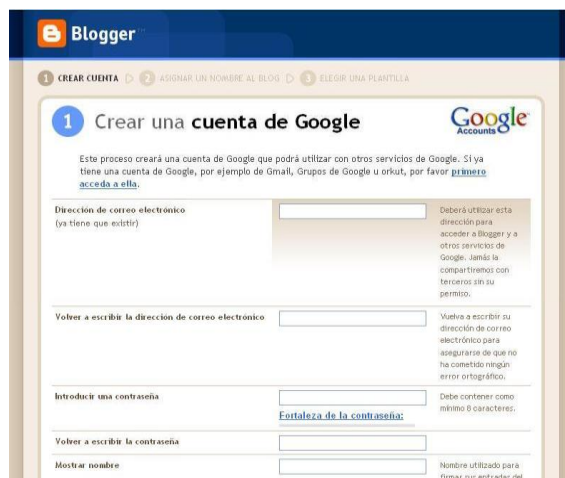 Blogger™
1 CREAR CUENTA 2 ASIGNAR UN NOMBRE AL BLOG 3 ELEGIR UNA PLANTILLA
1 Crear una cuenta de Google
Google
Accounts
Este proceso creará una cuenta de Google que podrá utilizar con otros servicios de Google. Si ya
tiene una cuenta de Google, por ejemplo de Gmail, Grupos de Google u orkut, por favor primero
acceda a ella.
Dirección de correo electrónico
(ya tiene que existir)
Deberá utilizar esta
dirección para
acceder a Blogger y a
otros servicios de
Google. Jamás la
compartiremos con
terceros sin su
permiso.
Volver a escribir la dirección de correo electrónico
Vuelva a escribir su
dirección de correo
electrónico para
asegurarse de que no
ha cometido ningún
error ortográfico.
Introducir una contraseña
Fortaleza de la contraseña:
Debe contener como
mínimo 8 caracteres.
Volver a escribir la contraseña
Mostrar nombre
Nombre utilizado para
firmar sus entradas del